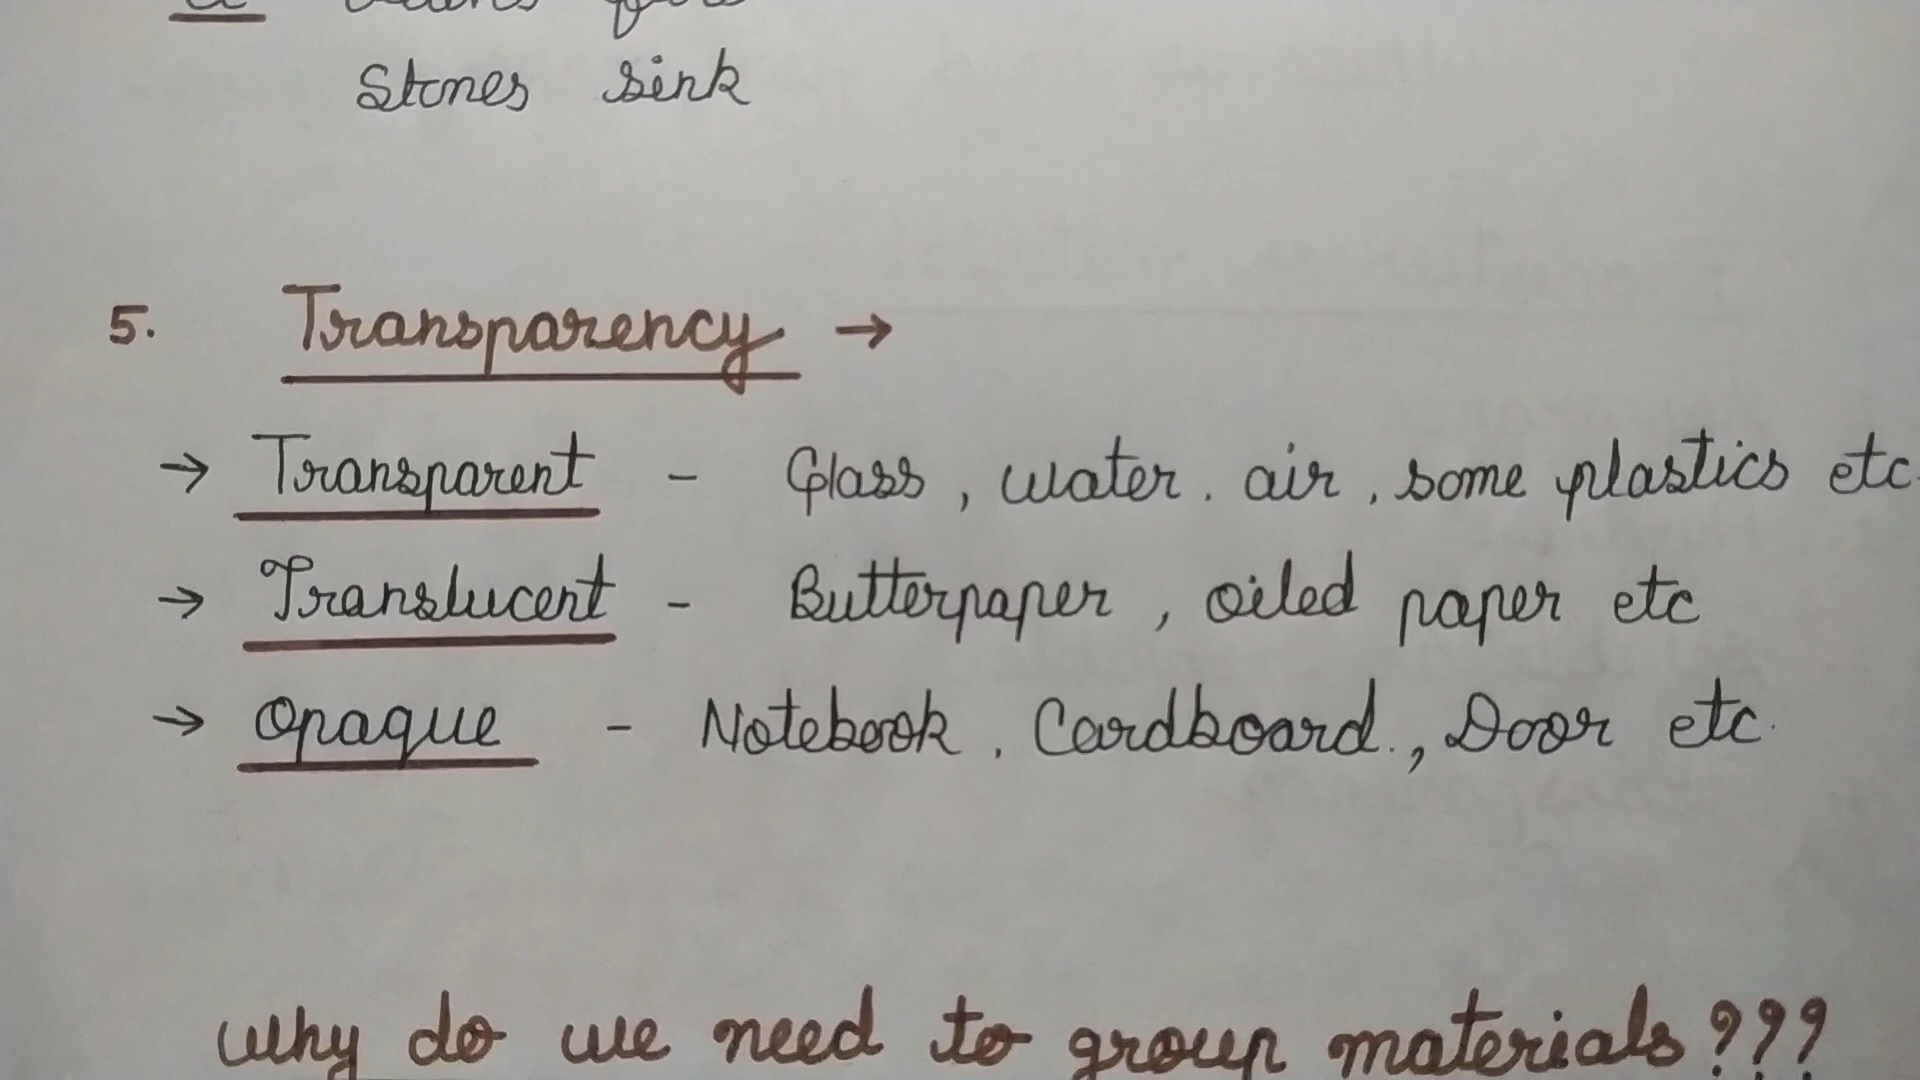 Stones sink
5. Transparency →
→ Transparent - Glass, water. air, some plastics etc.
→ Translucent - Butterpaper, oiled paper etc
→ Opaque - Notebook. Cardboard., Door etc.
Why do we need to group materials???